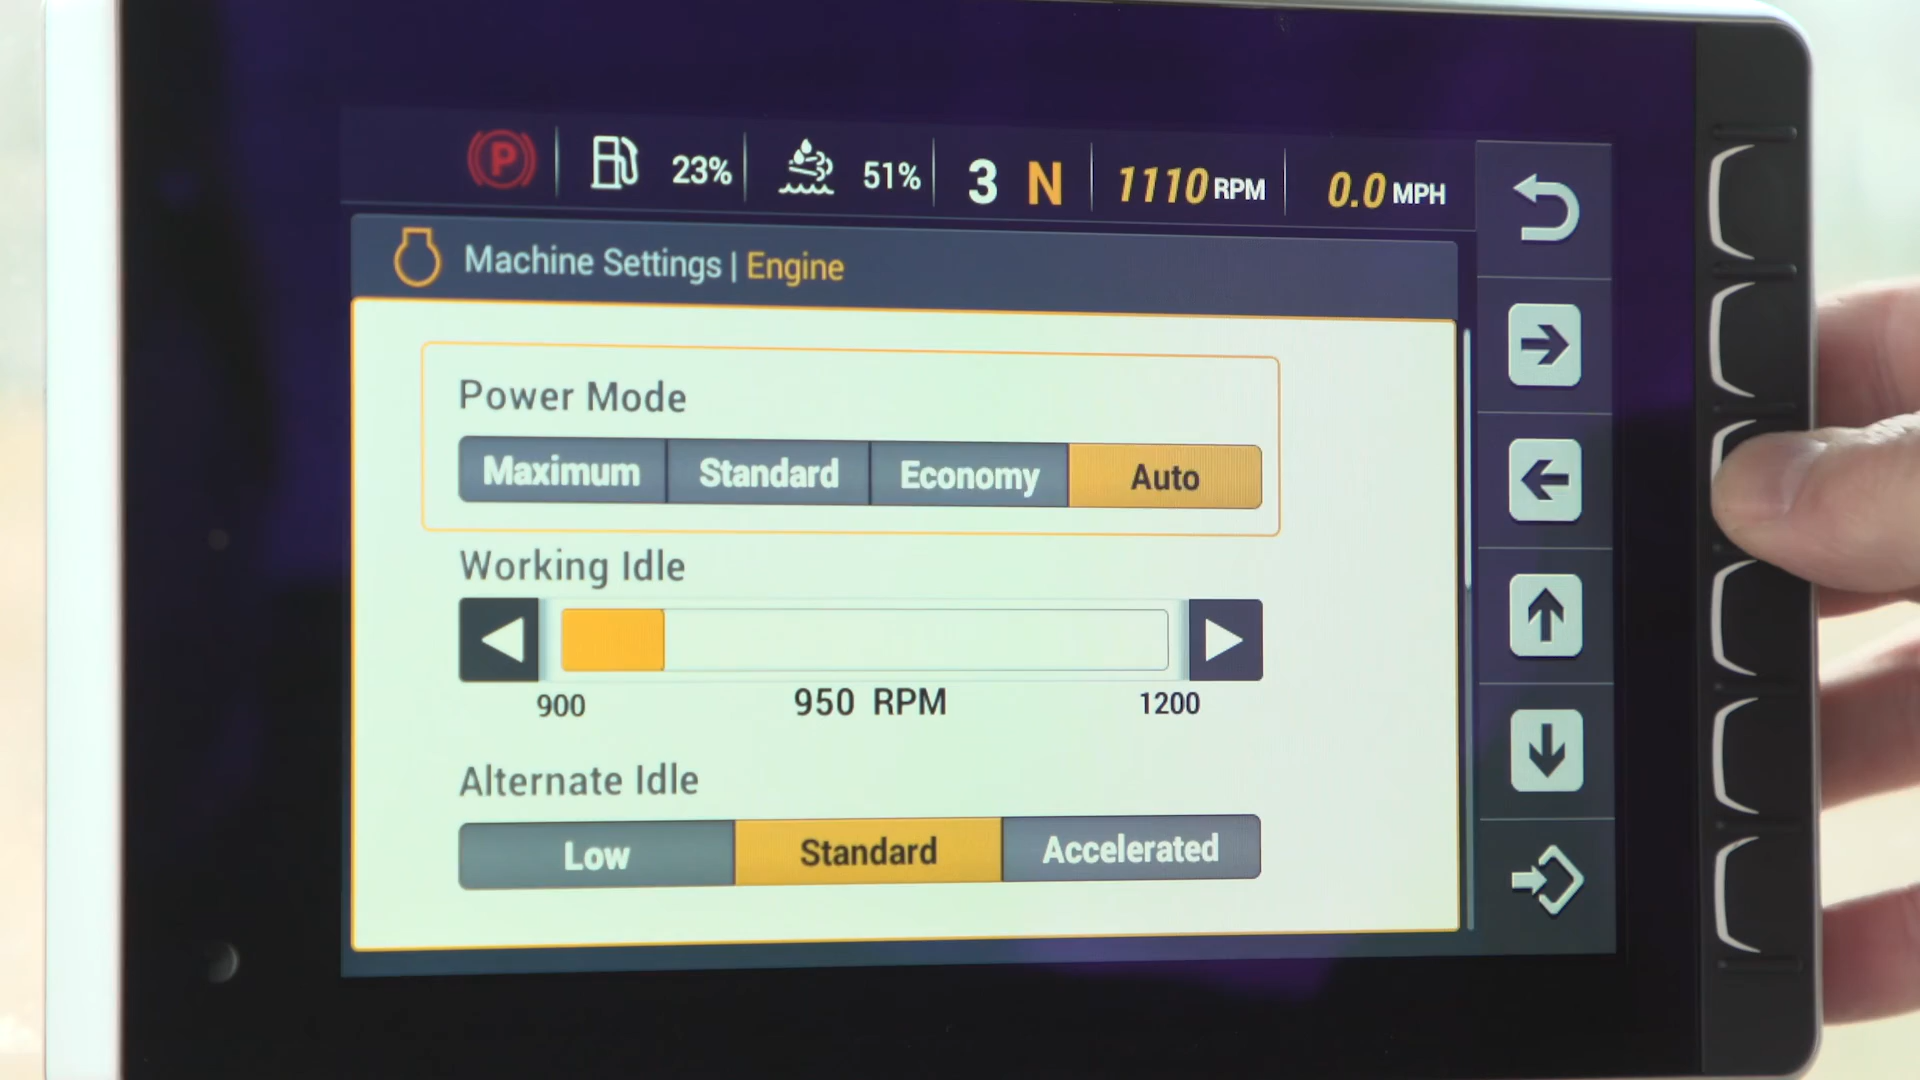 P 23% 51% 3 N 1110 RPM 0.0 MPH
Machine Settings | Engine
Power Mode
Maximum Standard Economy Auto
Working Idle
900 950 RPM 1200
Alternate Idle
Low Standard Accelerated